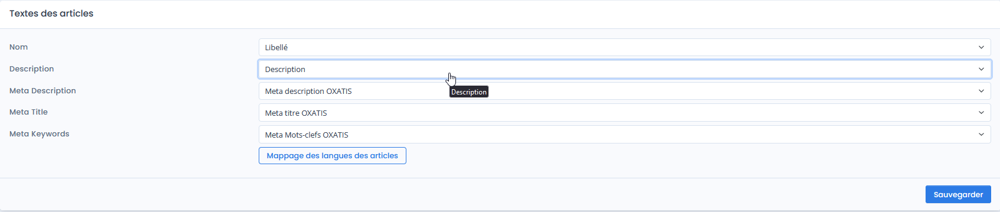 Textes des articles
Nom
Libellé
Description
Description
Meta Description
Meta description OXATIS
Description
Meta Title
Meta titre OXATIS
Meta Keywords
Meta Mots-clefs OXATIS
Mappage des langues des articles
Sauvegarder